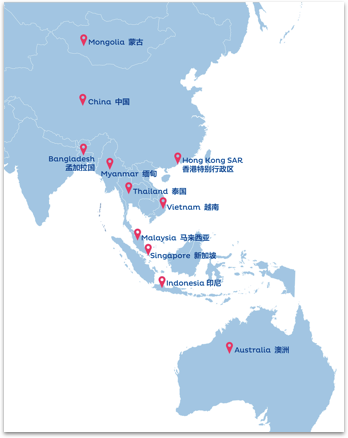 Mongolia 蒙古
China 中国
Bangladesh
孟加拉国
Myanmar 缅甸
Hong Kong SAR
香港特别行政区
Thailand 泰国
Vietnam 越南
Malaysia 马来西亚
Singapore 新加坡
Indonesia 印尼
Australia 澳洲